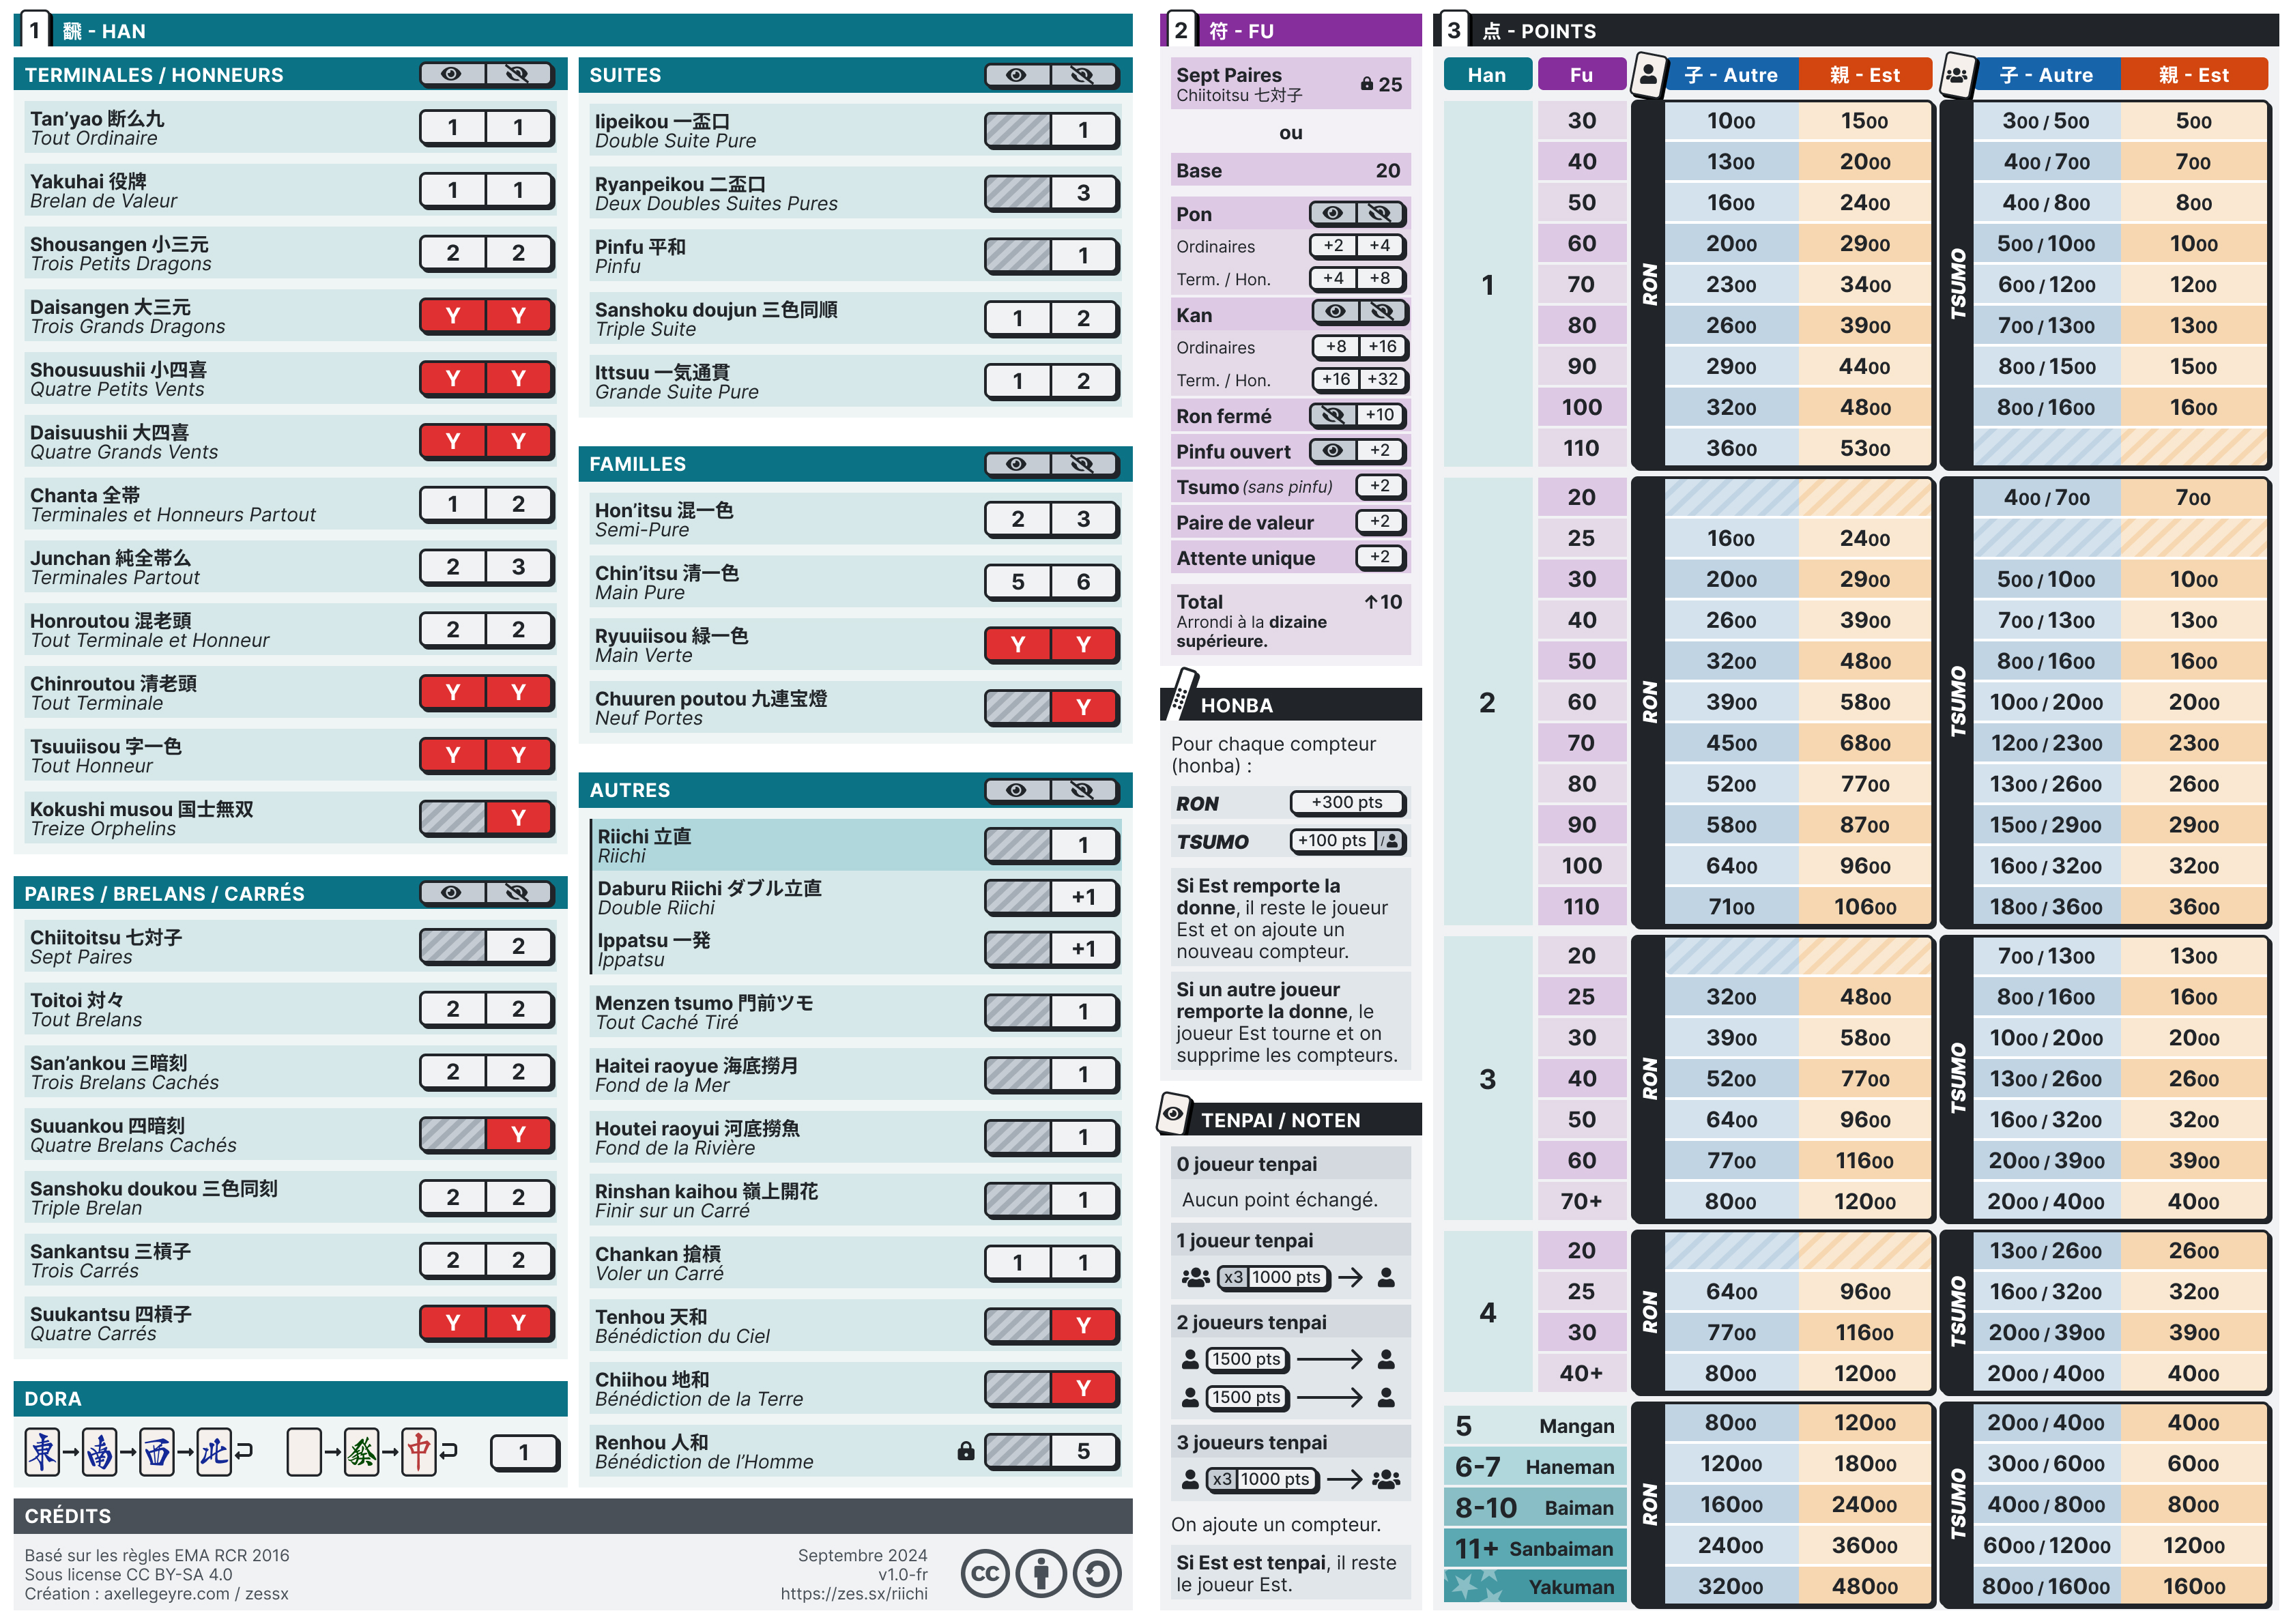 1 飜 - HAN
TERMINALES / HONNEURS
Tan’yao 断么九 1 1
Tout Ordinaire
Yakuhai 役牌 1 1
Brelan de Valeur
Shousangen 小三元 2 2
Trois Petits Dragons
Daisangen 大三元 Y Y
Trois Grands Dragons
Shousuushii 小四喜 Y Y
Quatre Petits Vents
Daisuushii 大四喜 Y Y
Quatre Grands Vents
Chanta 全帯 1 2
Terminales et Honneurs Partout
Junchan 純全帯么 2 3
Terminales Partout
Honroutou 混老頭 2 2
Tout Terminale et Honneur
Chinroutou 清老頭 Y Y
Tout Terminale
Tsuuiisou 字一色 Y Y
Tout Honneur
Kokushi musou 国士無双 Y
Treize Orphelins
PAIRES / BRELANS / CARRÉS
Chiitoitsu 七対子 2
Sept Paires
Toitoi 対々 2 2
Tout Brelans
San’ankou 三暗刻 2 2
Trois Brelans Cachés
Suuankou 四暗刻 Y
Quatre Brelans Cachés
Sanshoku doukou 三色同刻 2 2
Triple Brelan
Sankantsu 三槓子 2 2
Trois Carrés
Suukantsu 四槓子 Y Y
Quatre Carrés
DORA
東 南 西 北 發 中 1
SUITES
Iipeikou 一盃口 1
Double Suite Pure
Ryanpeikou 二盃口 3
Deux Doubles Suites Pures
Pinfu 平和 1
Pinfu
Sanshoku doujun 三色同順 1 2
Triple Suite
Ittsuu 一気通貫 1 2
Grande Suite Pure
FAMILLES
Hon’itsu 混一色 2 3
Semi-Pure
Chin’itsu 清一色 5 6
Main Pure
Ryuuiisou 緑一色 Y Y
Main Verte
Chuuren poutou 九連宝燈 Y
Neuf Portes
AUTRES
Riichi 立直 1
Riichi
Daburu Riichi ダブル立直 +1
Double Riichi
Ippatsu 一発 +1
Ippatsu
Menzen tsumo 門前ツモ 1
Tout Caché Tiré
Haitei raoyue 海底撈月 1
Fond de la Mer
Houtei raoyui 河底撈魚 1
Fond de la Rivière
Rinshan kaihou 嶺上開花 1
Finir sur un Carré
Chankan 搶槓 1 1
Voler un Carré
Tenhou 天和 Y
Bénédiction du Ciel
Chiihou 地和 Y
Bénédiction de la Terre
Renhou 人和 5
Bénédiction de l’Homme
CRÉDITS
Basé sur les règles EMA RCR 2016
Sous license CC BY-SA 4.0
Création : axellegeyre.com / zessx
Septembre 2024
v1.0-fr
https://zes.sx/riichi
cc
2 符 - FU
Sept Paires 25
Chiitoitsu 七対子
ou
Base 20
Pon
Ordinaires +2 +4
Term. / Hon. +4 +8
Kan
Ordinaires +8 +16
Term. / Hon. +16 +32
Ron fermé +10
Pinfu ouvert +2
Tsumo (sans pinfu) +2
Paire de valeur +2
Attente unique +2
Total ↑10
Arrondi à la dizaine
supérieure.
HONBA
Pour chaque compteur
(honba) :
RON +300 pts
TSUMO +100 pts /
Si Est remporte la
donne, il reste le joueur
Est et on ajoute un
nouveau compteur.
Si un autre joueur
remporte la donne, le
joueur Est tourne et on
supprime les compteurs.
TENPAI / NOTEN
0 joueur tenpai
Aucun point échangé.
1 joueur tenpai
x3 1000 pts →
2 joueurs tenpai
1500 pts →
1500 pts →
3 joueurs tenpai
x3 1000 pts →
On ajoute un compteur.
Si Est est tenpai, il reste
le joueur Est.
3 点 - POINTS
Han Fu 子 - Autre 親 - Est 子 - Autre 親 - Est
1 RON TSUMO
30 1000 1500 300 / 500 500
40 1300 2000 400 / 700 700
50 1600 2400 400 / 800 800
60 2000 2900 500 / 1000 1000
70 2300 3400 600 / 1200 1200
80 2600 3900 700 / 1300 1300
90 2900 4400 800 / 1500 1500
100 3200 4800 800 / 1600 1600
110 3600 5300
2 RON TSUMO
20 400 / 700 700
25 1600 2400
30 2000 2900 500 / 1000 1000
40 2600 3900 700 / 1300 1300
50 3200 4800 800 / 1600 1600
60 3900 5800 1000 / 2000 2000
70 4500 6800 1200 / 2300 2300
80 5200 7700 1300 / 2600 2600
90 5800 8700 1500 / 2900 2900
100 6400 9600 1600 / 3200 3200
110 7100 10600 1800 / 3600 3600
3 RON TSUMO
20 700 / 1300 1300
25 3200 4800 800 / 1600 1600
30 3900 5800 1000 / 2000 2000
40 5200 7700 1300 / 2600 2600
50 6400 9600 1600 / 3200 3200
60 7700 11600 2000 / 3900 3900
70+ 8000 12000 2000 / 4000 4000
4 RON TSUMO
20 1300 / 2600 2600
25 6400 9600 1600 / 3200 3200
30 7700 11600 2000 / 3900 3900
40+ 8000 12000 2000 / 4000 4000
RON TSUMO
5 Mangan 8000 12000 2000 / 4000 4000
6-7 Haneman 12000 18000 3000 / 6000 6000
8-10 Baiman 16000 24000 4000 / 8000 8000
11+ Sanbaiman 24000 36000 6000 / 12000 12000
Yakuman 32000 48000 8000 / 16000 16000